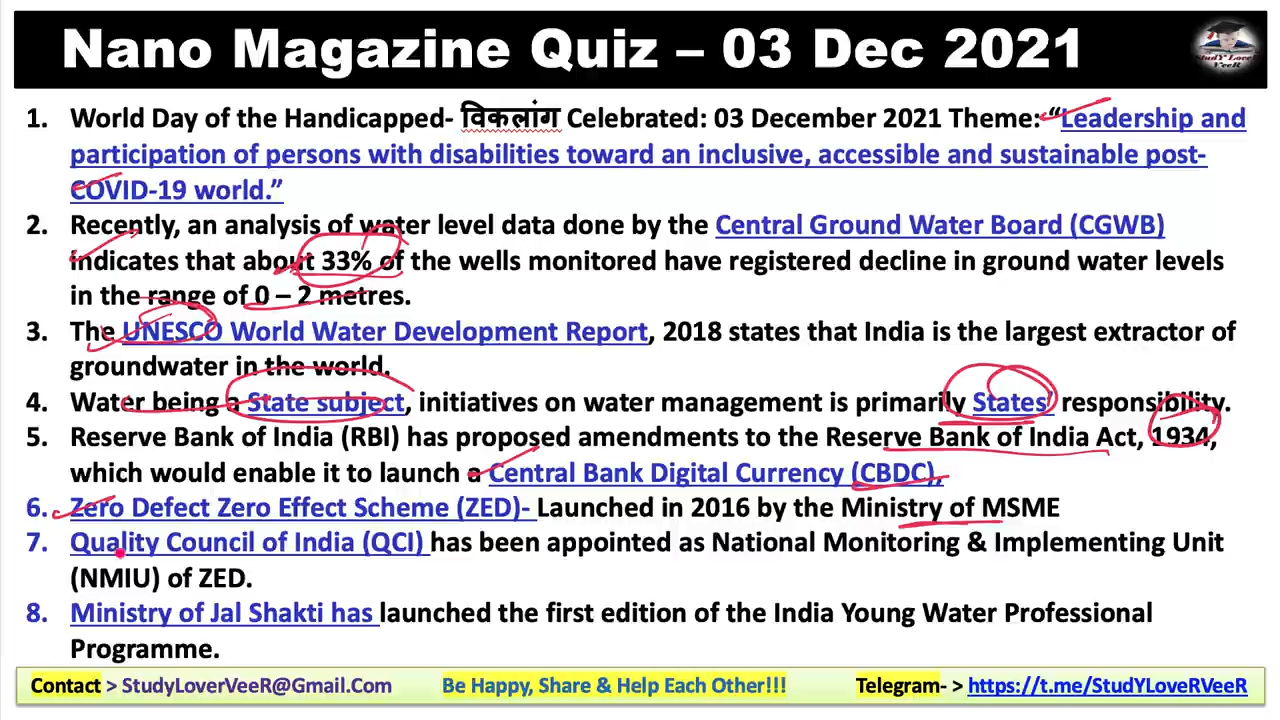 Nano Magazine Quiz – 03 Dec 2021
StudY Lover
VeeR
1. World Day of the Handicapped- विकलांग Celebrated: 03 December 2021 Theme: “Leadership and
participation of persons with disabilities toward an inclusive, accessible and sustainable post-
COVID-19 world.”
2. Recently, an analysis of water level data done by the Central Ground Water Board (CGWB)
indicates that about 33% of the wells monitored have registered decline in ground water levels
in the range of 0 – 2 metres.
3. The UNESCO World Water Development Report, 2018 states that India is the largest extractor of
groundwater in the world.
4. Water being a State subject, initiatives on water management is primarily States’ responsibility.
5. Reserve Bank of India (RBI) has proposed amendments to the Reserve Bank of India Act, 1934,
which would enable it to launch a Central Bank Digital Currency (CBDC),
6. Zero Defect Zero Effect Scheme (ZED)- Launched in 2016 by the Ministry of MSME
7. Quality Council of India (QCI) has been appointed as National Monitoring & Implementing Unit
(NMIU) of ZED.
8. Ministry of Jal Shakti has launched the first edition of the India Young Water Professional
Programme.
Contact > StudyLoverVeeR@Gmail.Com Be Happy, Share & Help Each Other!!! Telegram- > https://t.me/StudYLoveRVeeR